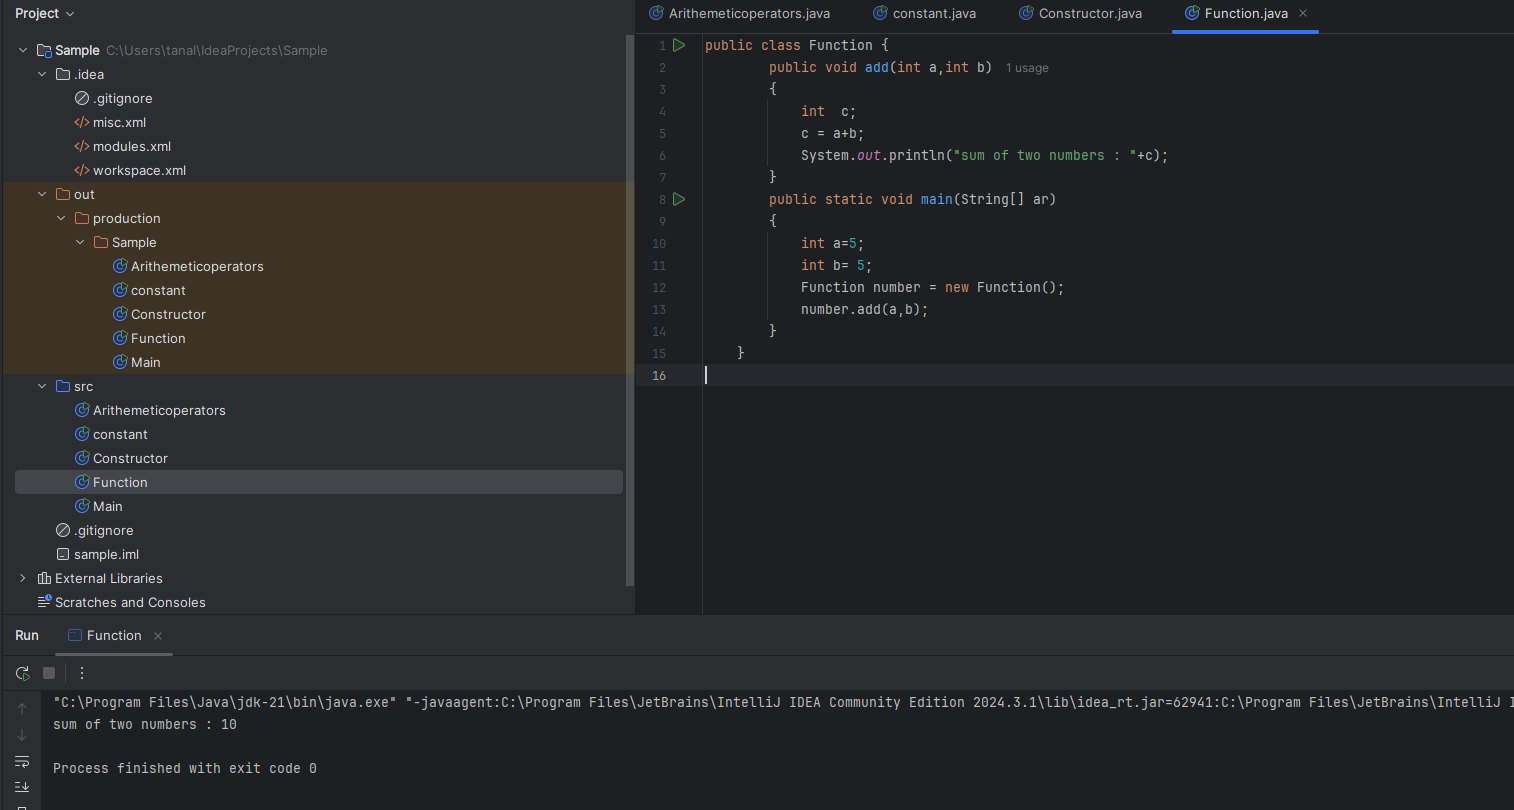 Project
Sample C:\Users\tanal\IdeaProjects\Sample
.idea
.gitignore
misc.xml
modules.xml
workspace.xml
out
production
Sample
Arithemeticoperators
constant
Constructor
Function
Main
src
Arithemeticoperators
constant
Constructor
Function
Main
.gitignore
sample.iml
External Libraries
Scratches and Consoles
Arithemeticoperators.java constant.java Constructor.java Function.java
1 public class Function {
2 public void add(int a,int b) 1 usage
3 {
4 int  c;
5 c = a+b;
6 System.out.println("sum of two numbers : "+c);
7 }
8 public static void main(String[] ar)
9 {
10 int a=5;
11 int b= 5;
12 Function number = new Function();
13 number.add(a,b);
14 }
15 }
16
Run Function
"C:\Program Files\Java\jdk-21\bin\java.exe" "-javaagent:C:\Program Files\JetBrains\IntelliJ IDEA Community Edition 2024.3.1\lib\idea_rt.jar=62941:C:\Program Files\JetBrains\IntelliJ
sum of two numbers : 10
Process finished with exit code 0